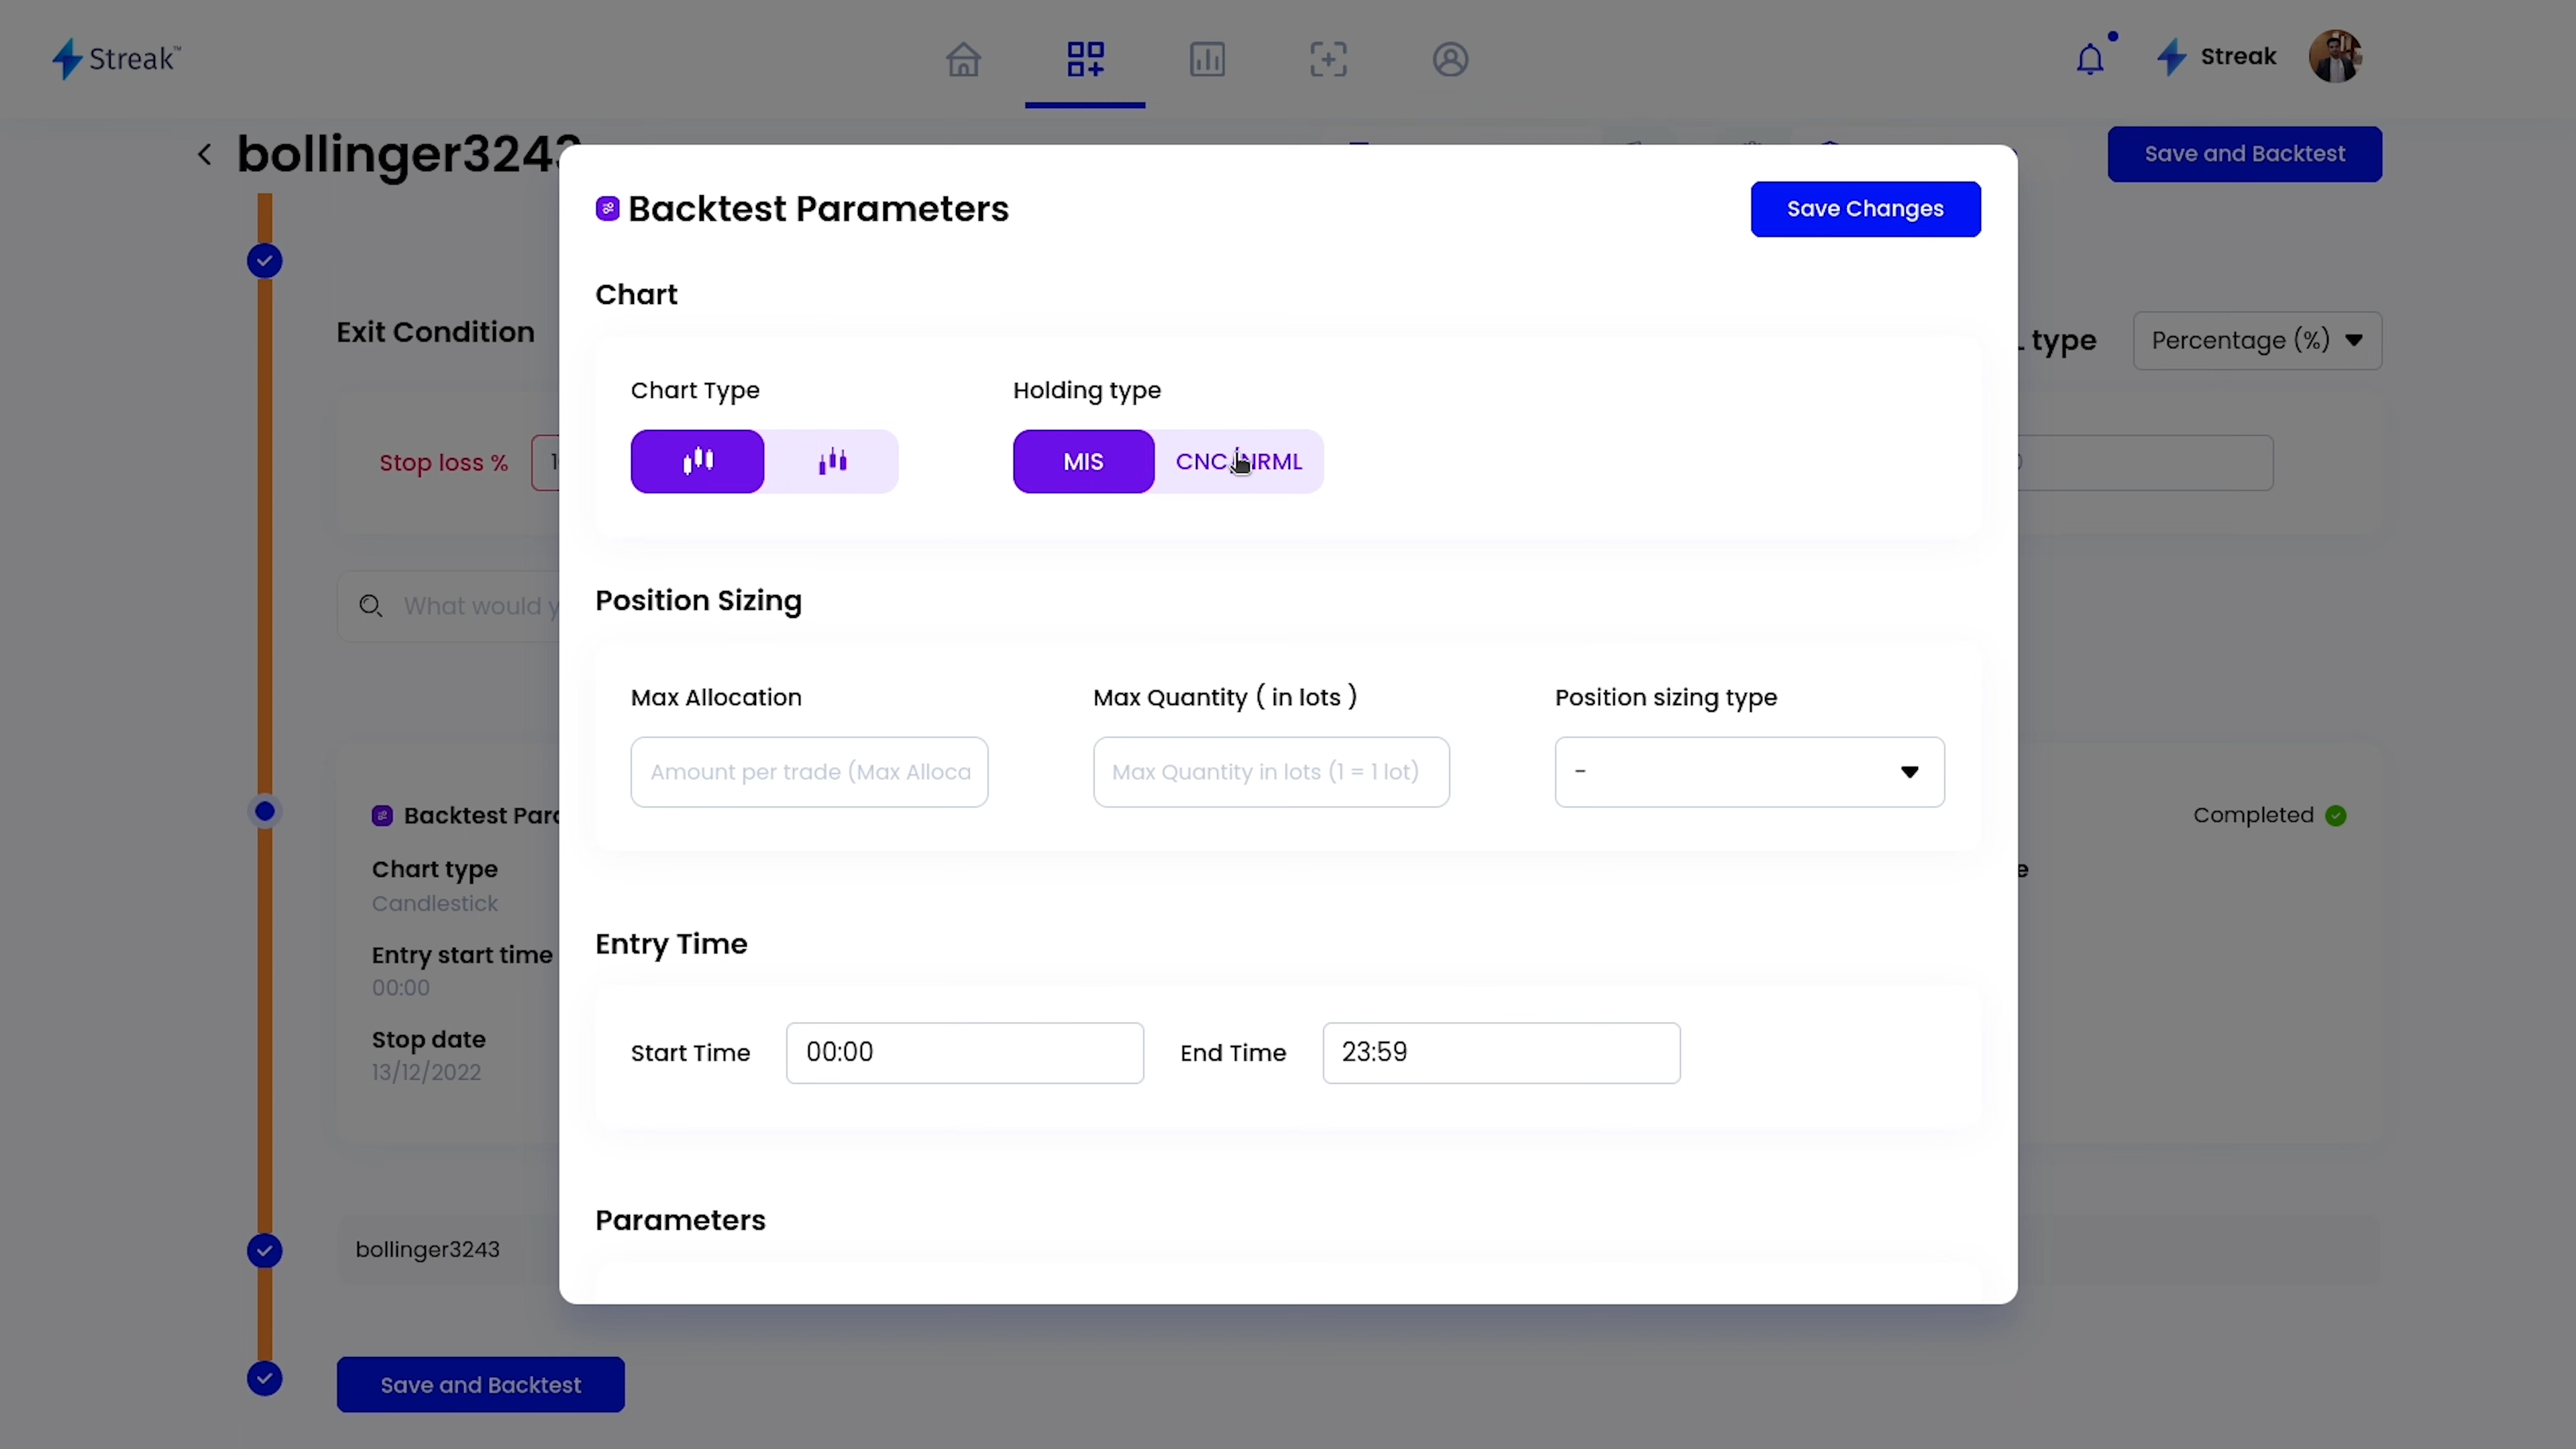 Streak™
Streak
bollinger3243
Save and Backtest
Backtest Parameters
Save Changes
Chart
Exit Condition
type
Percentage (%)
Chart Type
Holding type
Stop loss %
MIS
CNC NRML
Position Sizing
What would y
Max Allocation
Max Quantity ( in lots )
Position sizing type
Amount per trade (Max Alloca
Max Quantity in lots (1 = 1 lot)
-
Backtest Para
Completed
Chart type
Candlestick
Entry Time
Entry start time
00:00
Start Time
00:00
End Time
23:59
Stop date
13/12/2022
Parameters
bollinger3243
Save and Backtest